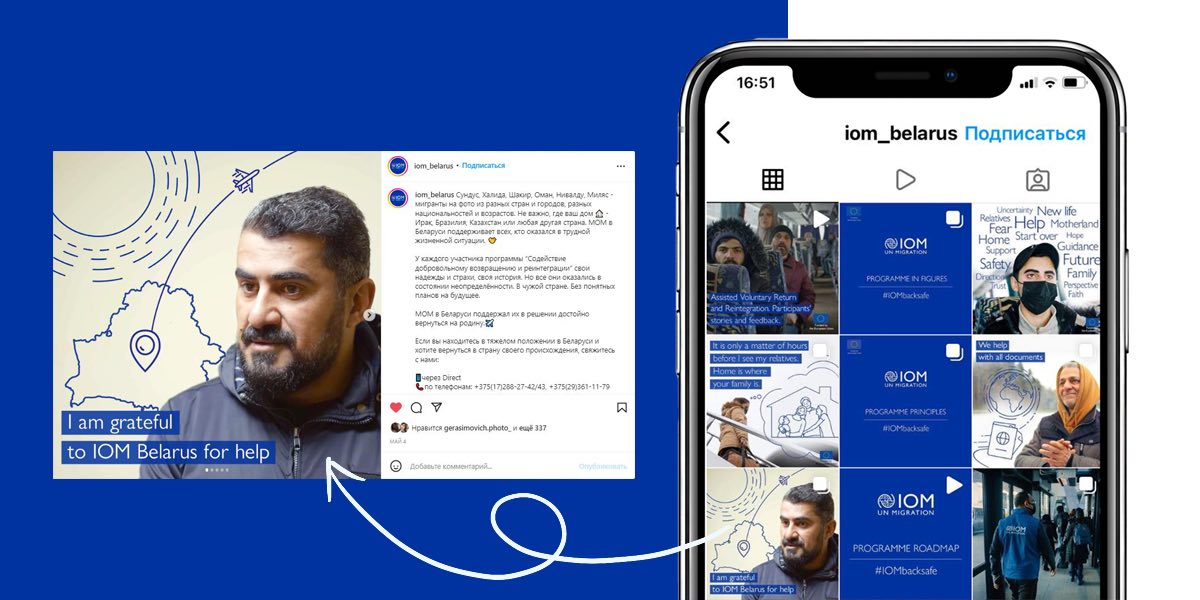 I am grateful
to IOM Belarus for help
iom_belarus • Подписаться
iom_belarus Сундус, Халида, Шакир, Оман, Нивалду, Миляс -
мигранты на фото из разных стран и городов, разных
национальностей и возрастов. Не важно, где ваш дом 🏠 -
Ирак, Бразилия, Казахстан или любая другая страна. МОМ в
Беларуси поддерживает всех, кто оказался в трудной
жизненной ситуации. 💛
У каждого участника программы "Содействие
добровольному возвращению и реинтеграции" свои
надежды и страхи, своя история. Но все они оказались в
состоянии неопределённости. В чужой стране. Без понятных
планов на будущее.
МОМ в Беларуси поддержал их в решении достойно
вернуться на родину.✈️
Если вы находитесь в тяжелом положении в Беларуси и
хотите вернуться в страну своего происхождения, свяжитесь
с нами:
📱через Direct
📞по телефонам: +375(17)288-27-42/43, +375(29)361-11-79
Нравится gerasimovich.photo_ и ещё 337
МАЙ 4
Добавьте комментарий...
Опубликовать
16:51
iom_belarus Подписаться
Assisted Voluntary Return
and Reintegration. Participants'
stories and feedback.
IOM
UN MIGRATION
PROGRAMME IN FIGURES
#IOMbacksafe
Uncertainty New life
Relatives Help Motherland
Fear Start over Hope
Home Guidance
Support Future
Safety Family
Direction Perspective
Trust Faith
It is only a matter of hours
before I see my relatives.
Home is where
your family is.
IOM
UN MIGRATION
PROGRAMME PRINCIPLES
#IOMbacksafe
We help
with all documents
I am grateful
to IOM Belarus for help
IOM
UN MIGRATION
PROGRAMME ROADMAP
#IOMbacksafe
IOM